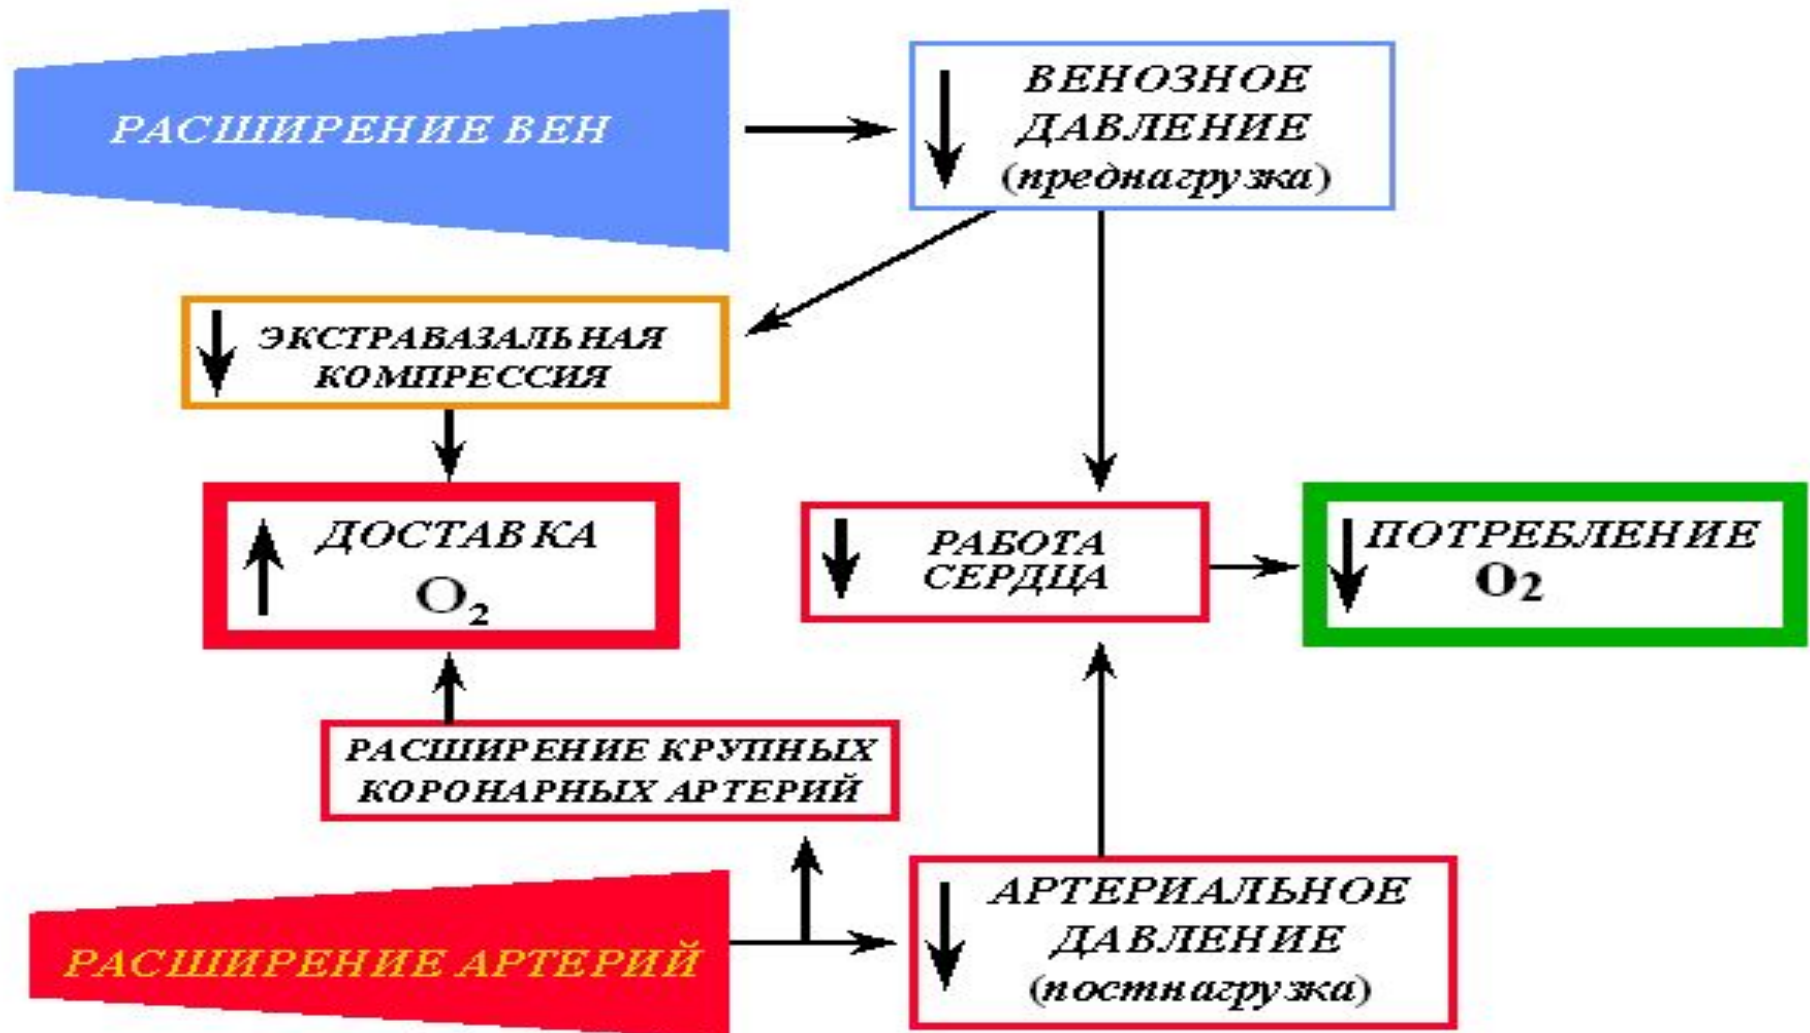 РАСШИРЕНИЕ ВЕН
ВЕНОЗНОЕ
ДАВЛЕНИЕ
(преднагрузка)
ЭКСТРАВАЗАЛЬНАЯ
КОМПРЕССИЯ
ДОСТАВКА
O₂
РАБОТА
СЕРДЦА
ПОТРЕБЛЕНИЕ
O₂
РАСШИРЕНИЕ КРУПНЫХ
КОРОНАРНЫХ АРТЕРИЙ
РАСШИРЕНИЕ АРТЕРИЙ
АРТЕРИАЛЬНОЕ
ДАВЛЕНИЕ
(постнагрузка)